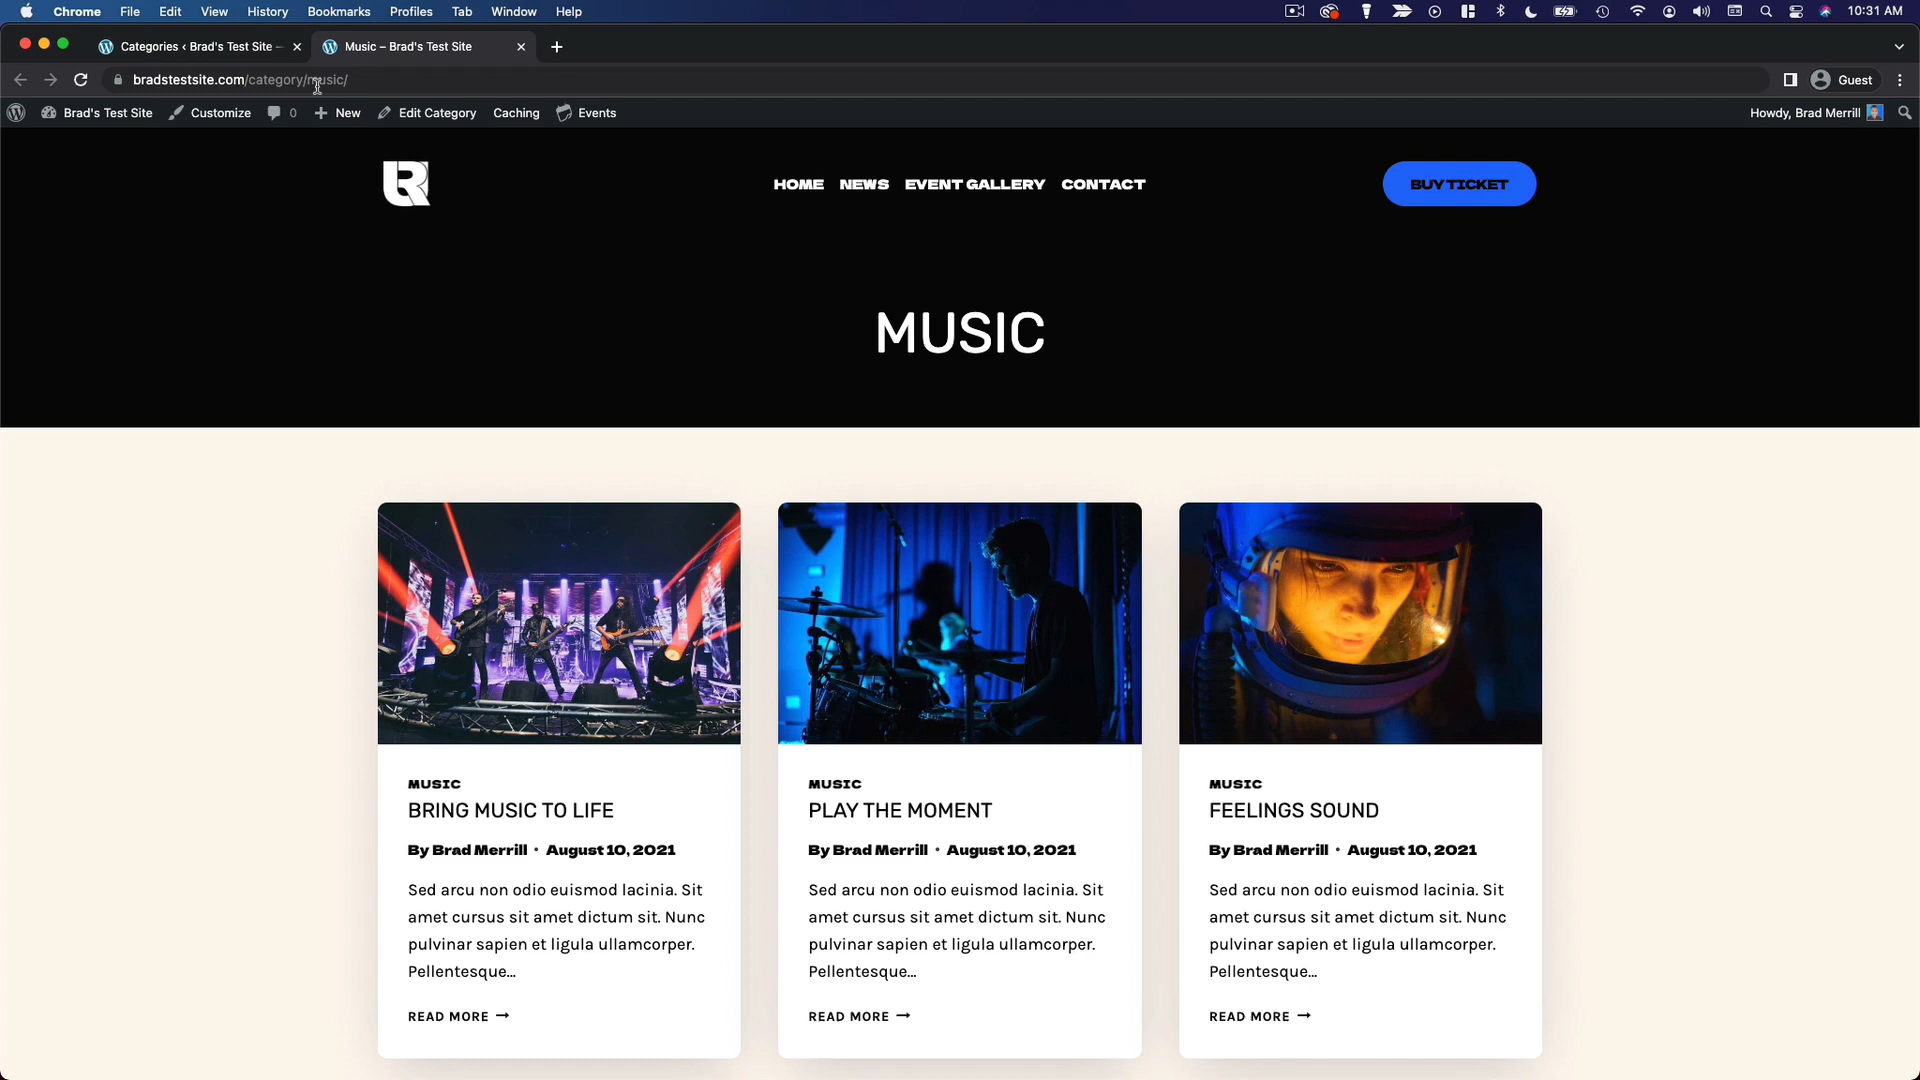 Chrome File Edit View History Bookmarks Profiles Tab Window Help 10:31 AM
Categories ‹ Brad's Test Site – Music – Brad's Test Site
bradstestsite.com/category/music/ Guest
Brad's Test Site Customize 0 New Edit Category Caching Events Howdy, Brad Merrill
HOME NEWS EVENT GALLERY CONTACT BUY TICKET
MUSIC
MUSIC
BRING MUSIC TO LIFE
By Brad Merrill • August 10, 2021
Sed arcu non odio euismod lacinia. Sit
amet cursus sit amet dictum sit. Nunc
pulvinar sapien et ligula ullamcorper.
Pellentesque...
READ MORE →
MUSIC
PLAY THE MOMENT
By Brad Merrill • August 10, 2021
Sed arcu non odio euismod lacinia. Sit
amet cursus sit amet dictum sit. Nunc
pulvinar sapien et ligula ullamcorper.
Pellentesque...
READ MORE →
MUSIC
FEELINGS SOUND
By Brad Merrill • August 10, 2021
Sed arcu non odio euismod lacinia. Sit
amet cursus sit amet dictum sit. Nunc
pulvinar sapien et ligula ullamcorper.
Pellentesque...
READ MORE →